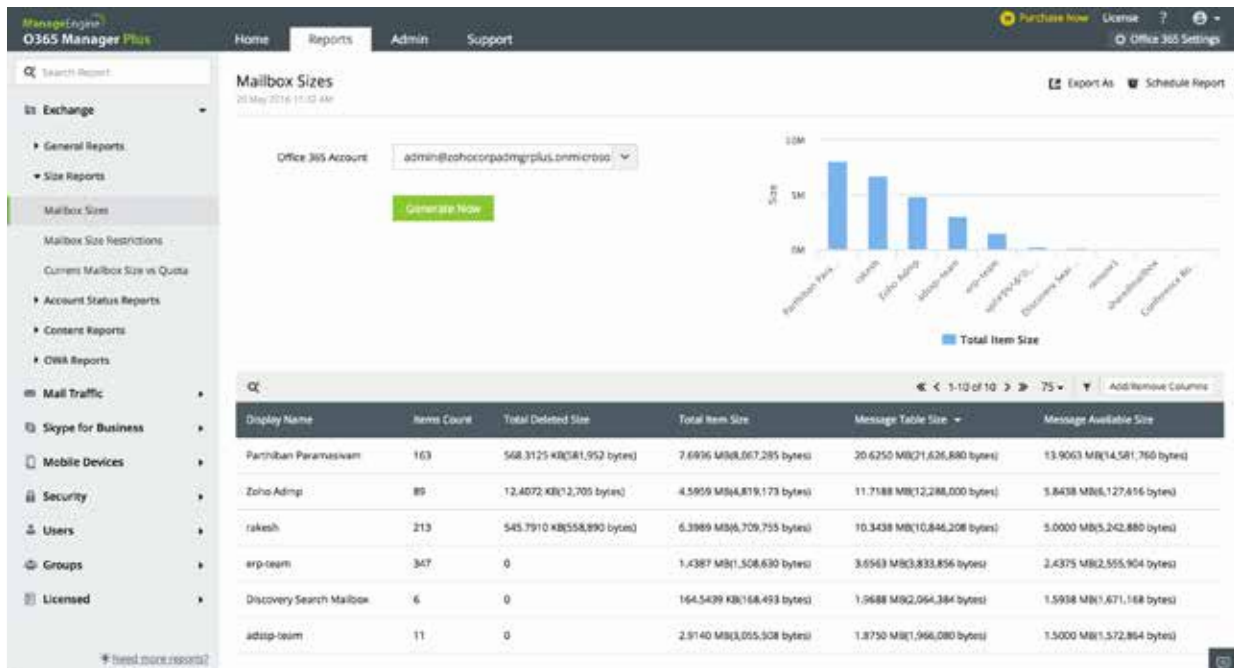 ManageEngine
O365 Manager Plus
Home Reports Admin Support
Purchase Now License ?
Office 365 Settings
Search Report
Exchange
General Reports
Size Reports
Mailbox Sizes
Mailbox Size Restrictions
Current Mailbox Size vs Quota
Account Status Reports
Content Reports
OWA Reports
Mail Traffic
Skype for Business
Mobile Devices
Security
Users
Groups
Licensed
Need more reports?
Mailbox Sizes
20 May 2016 11:32 AM
Export As Schedule Report
Office 365 Account admin@zohocorpadmgrplus.onmicroso
Generate Now
Size
10M
5M
0M
Parthiban Para...
rakesh
Zoho Admp
adssp-team
erp-team
Discovery Sear...
sharedmailbox
Conference Ro...
Total Item Size
1-10 of 10 75 Add/Remove Columns
Display Name Items Count Total Deleted Size Total Item Size Message Table Size Message Available Size
Parthiban Paramasivam 163 568.3125 KB(581,952 bytes) 7.6936 MB(8,067,285 bytes) 20.6250 MB(21,626,880 bytes) 13.9063 MB(14,581,760 bytes)
Zoho Admp 89 12.4072 KB(12,705 bytes) 4.5959 MB(4,819,173 bytes) 11.7188 MB(12,288,000 bytes) 5.8438 MB(6,127,616 bytes)
rakesh 213 545.7910 KB(558,890 bytes) 6.3989 MB(6,709,755 bytes) 10.3438 MB(10,846,208 bytes) 5.0000 MB(5,242,880 bytes)
erp-team 347 0 1.4387 MB(1,508,630 bytes) 3.6563 MB(3,833,856 bytes) 2.4375 MB(2,555,904 bytes)
Discovery Search Mailbox 6 0 164.5439 KB(168,493 bytes) 1.9688 MB(2,064,384 bytes) 1.5938 MB(1,671,168 bytes)
adssp-team 11 0 2.9140 MB(3,055,508 bytes) 1.8750 MB(1,966,080 bytes) 1.5000 MB(1,572,864 bytes)